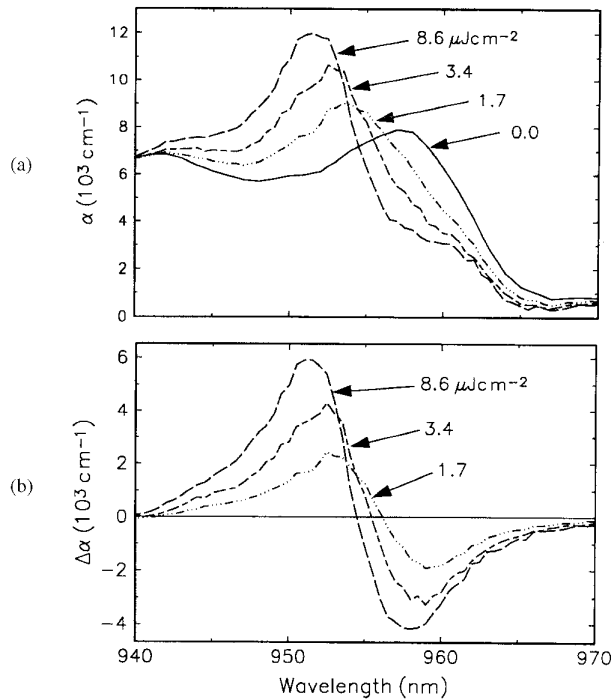 (a)
α (10³ cm⁻¹)
12
10
8
6
4
2
0
8.6 μJcm⁻²
3.4
1.7
0.0
(b)
Δα (10³ cm⁻¹)
6
4
2
0
-2
-4
8.6 μJcm⁻²
3.4
1.7
940 950 960 970
Wavelength (nm)